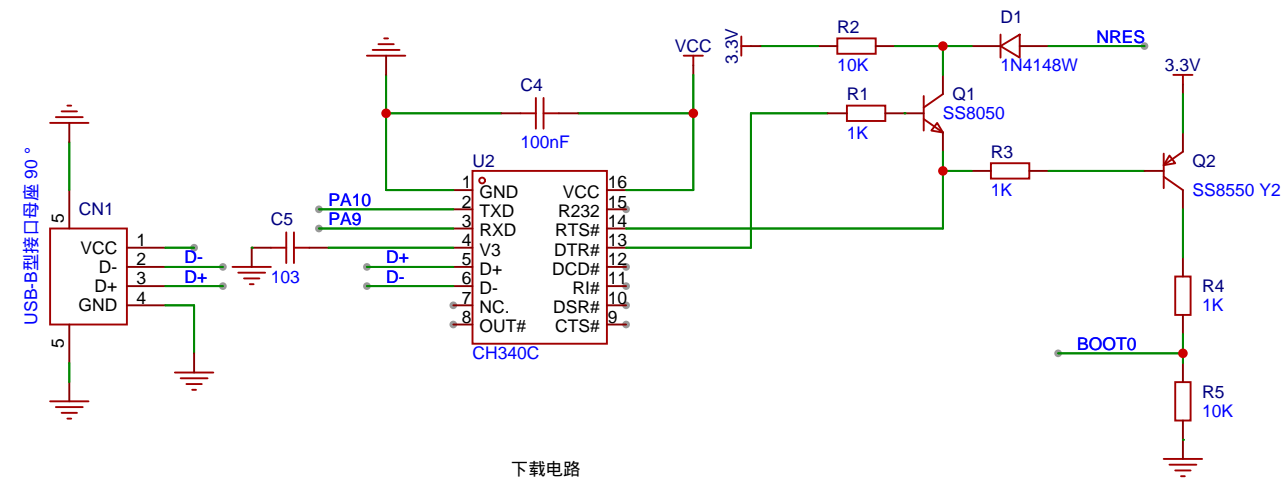 R2
10K
3.3V
D1
1N4148W
NRES
3.3V
VCC
C4
100nF
R1
1K
Q1
SS8050
R3
1K
Q2
SS8550 Y2
U2
1 GND VCC 16
PA10 2 TXD R232 15
PA9 3 RXD RTS# 14
4 V3 DTR# 13
D+ 5 D+ DCD# 12
D- 6 D- RI# 11
7 NC. DSR# 10
8 OUT# CTS# 9
CH340C
C5
103
USB-B型接口母座 90 °
5
CN1
VCC 1
D- 2 D-
D+ 3 D+
GND 4
5
R4
1K
BOOT0
R5
10K
下载电路